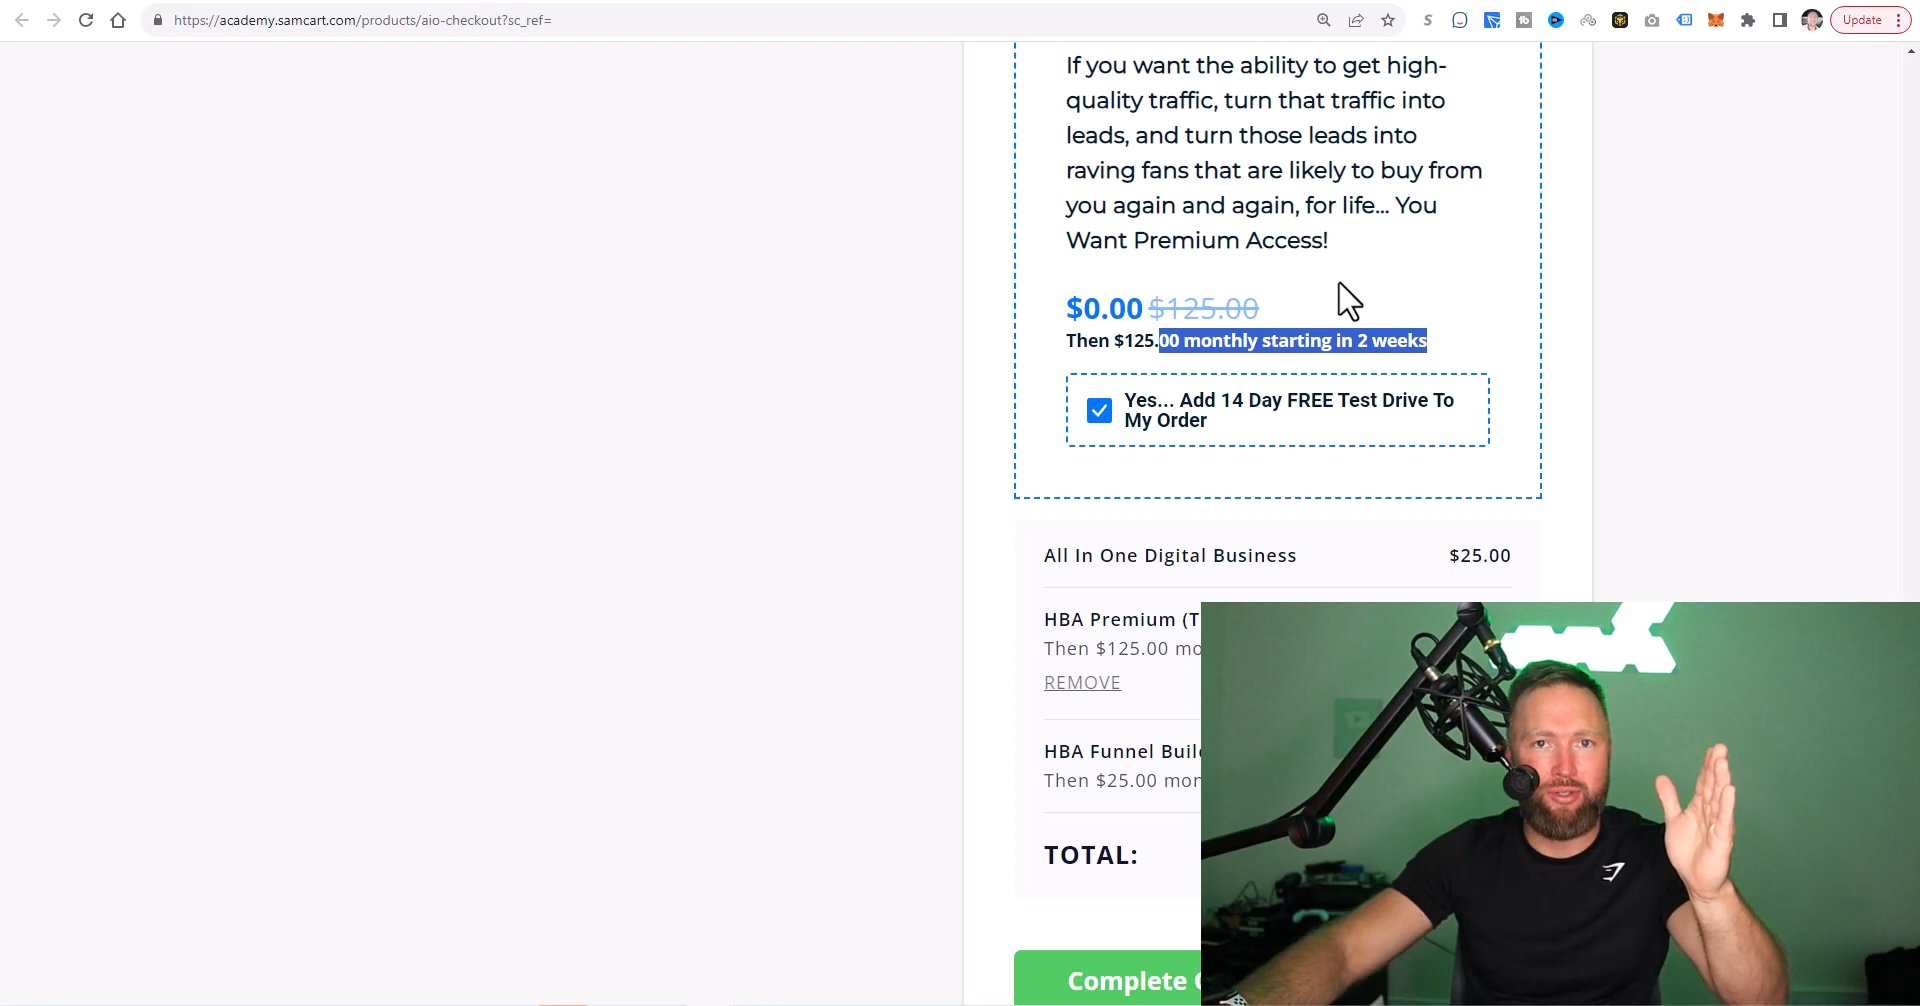 https://academy.samcart.com/products/aio-checkout?sc_ref=
Update
If you want the ability to get high-
quality traffic, turn that traffic into
leads, and turn those leads into
raving fans that are likely to buy from
you again and again, for life... You
Want Premium Access!
$0.00 $125.00
Then $125.00 monthly starting in 2 weeks
Yes... Add 14 Day FREE Test Drive To
My Order
All In One Digital Business $25.00
HBA Premium (T
Then $125.00 mo
REMOVE
HBA Funnel Buil
Then $25.00 mon
TOTAL:
Complete